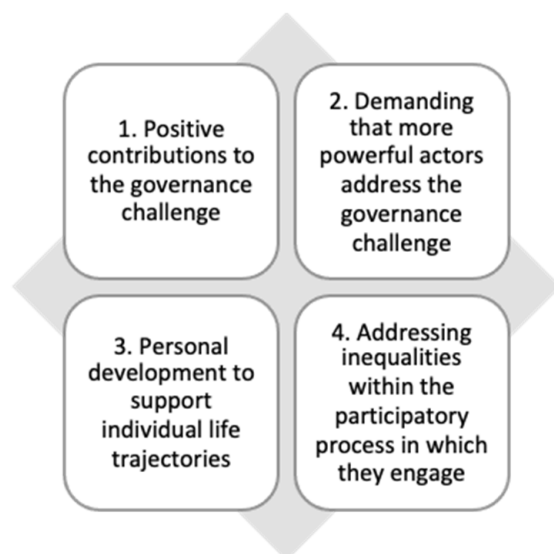 1. Positive
contributions to
the governance
challenge
2. Demanding
that more
powerful actors
address the
governance
challenge
3. Personal
development to
support
individual life
trajectories
4. Addressing
inequalities
within the
participatory
process in which
they engage